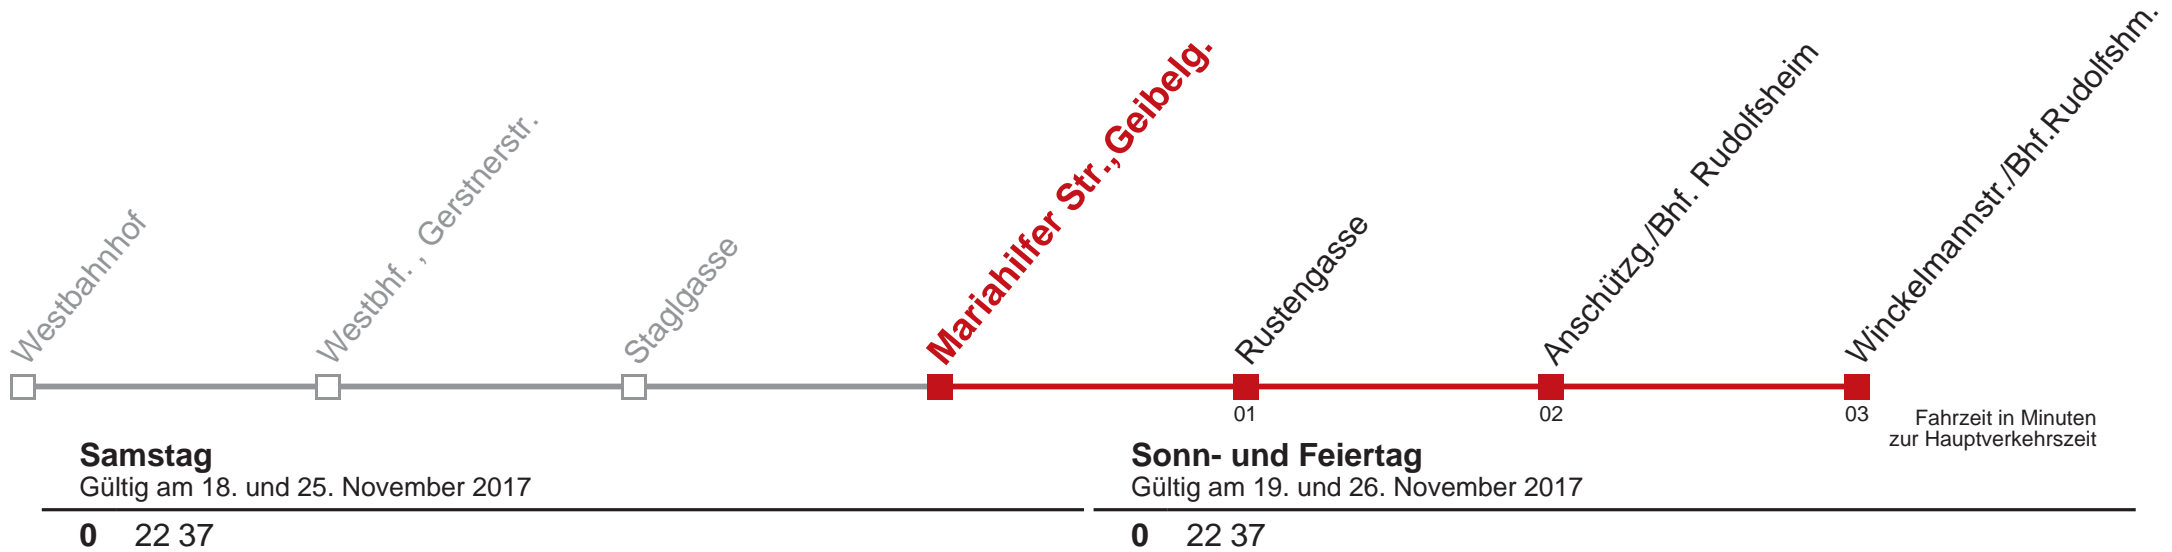 Westbahnhof
Westbhf. , Gerstnerstr.
Staglgasse
Mariahilfer Str.,Geibelg.
Rustengasse
Anschützg./Bhf. Rudolfsheim
Winckelmannstr./Bhf.Rudolfshm.
01
02
03
Fahrzeit in Minuten
zur Hauptverkehrszeit
Samstag
Gültig am 18. und 25. November 2017
0 22 37
Sonn- und Feiertag
Gültig am 19. und 26. November 2017
0 22 37